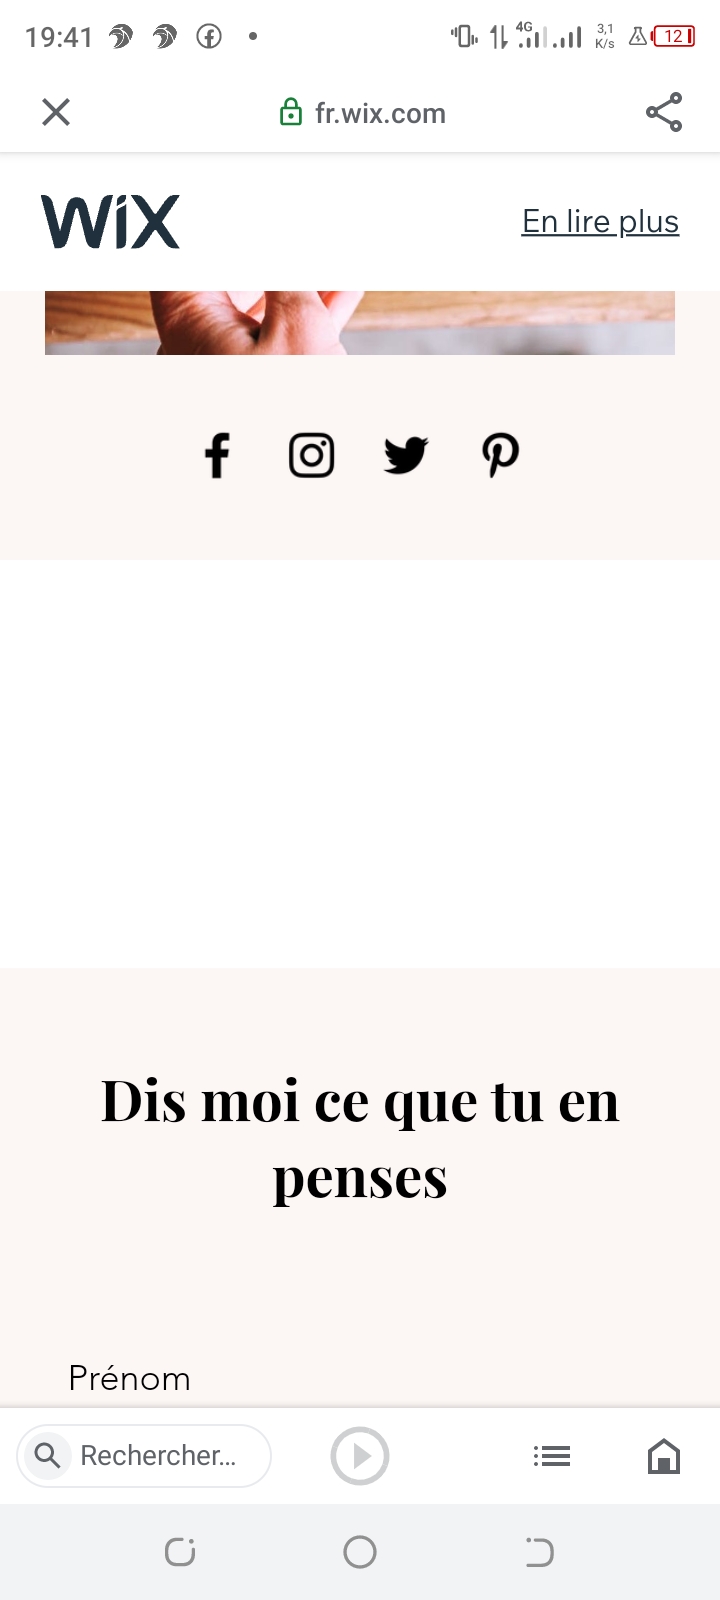 19:41
4G
3,1
K/s
12
fr.wix.com
WiX
En lire plus
Dis moi ce que tu en
penses
Prénom
Rechercher...